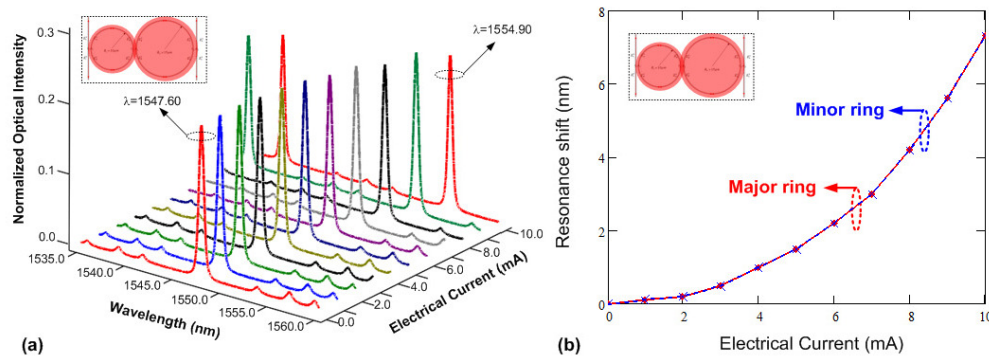 (a)
0.3
0.2
0.1
0.0
Normalized Optical Intensity
λ=1547.60
λ=1554.90
1535.0
1540.0
1545.0
1550.0
1555.0
1560.0
Wavelength (nm)
0.0
2.0
4.0
6.0
8.0
10.0
Electrical Current (mA)
(b)
8
6
4
2
0
Resonance shift (nm)
Minor ring
Major ring
0
2
4
6
8
10
Electrical Current (mA)